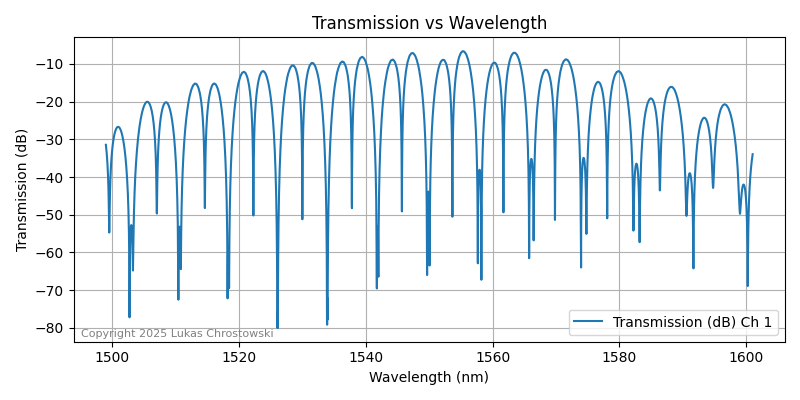 Transmission vs Wavelength
Transmission (dB)
−10
−20
−30
−40
−50
−60
−70
−80
Copyright 2025 Lukas Chrostowski
Transmission (dB) Ch 1
1500
1520
1540
1560
1580
1600
Wavelength (nm)